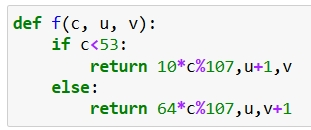 def f(c, u, v):
    if c<53:
        return 10*c%107,u+1,v
    else:
        return 64*c%107,u,v+1